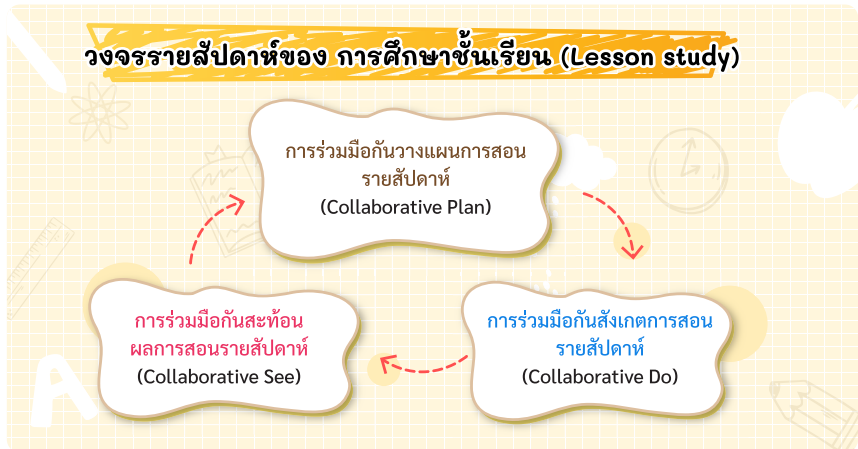 วงจรรายสัปดาห์ของ การศึกษาชั้นเรียน (Lesson study)
การร่วมมือกันวางแผนการสอน
รายสัปดาห์
(Collaborative Plan)
การร่วมมือกันสะท้อน
ผลการสอนรายสัปดาห์
(Collaborative See)
การร่วมมือกันสังเกตการสอน
รายสัปดาห์
(Collaborative Do)
A